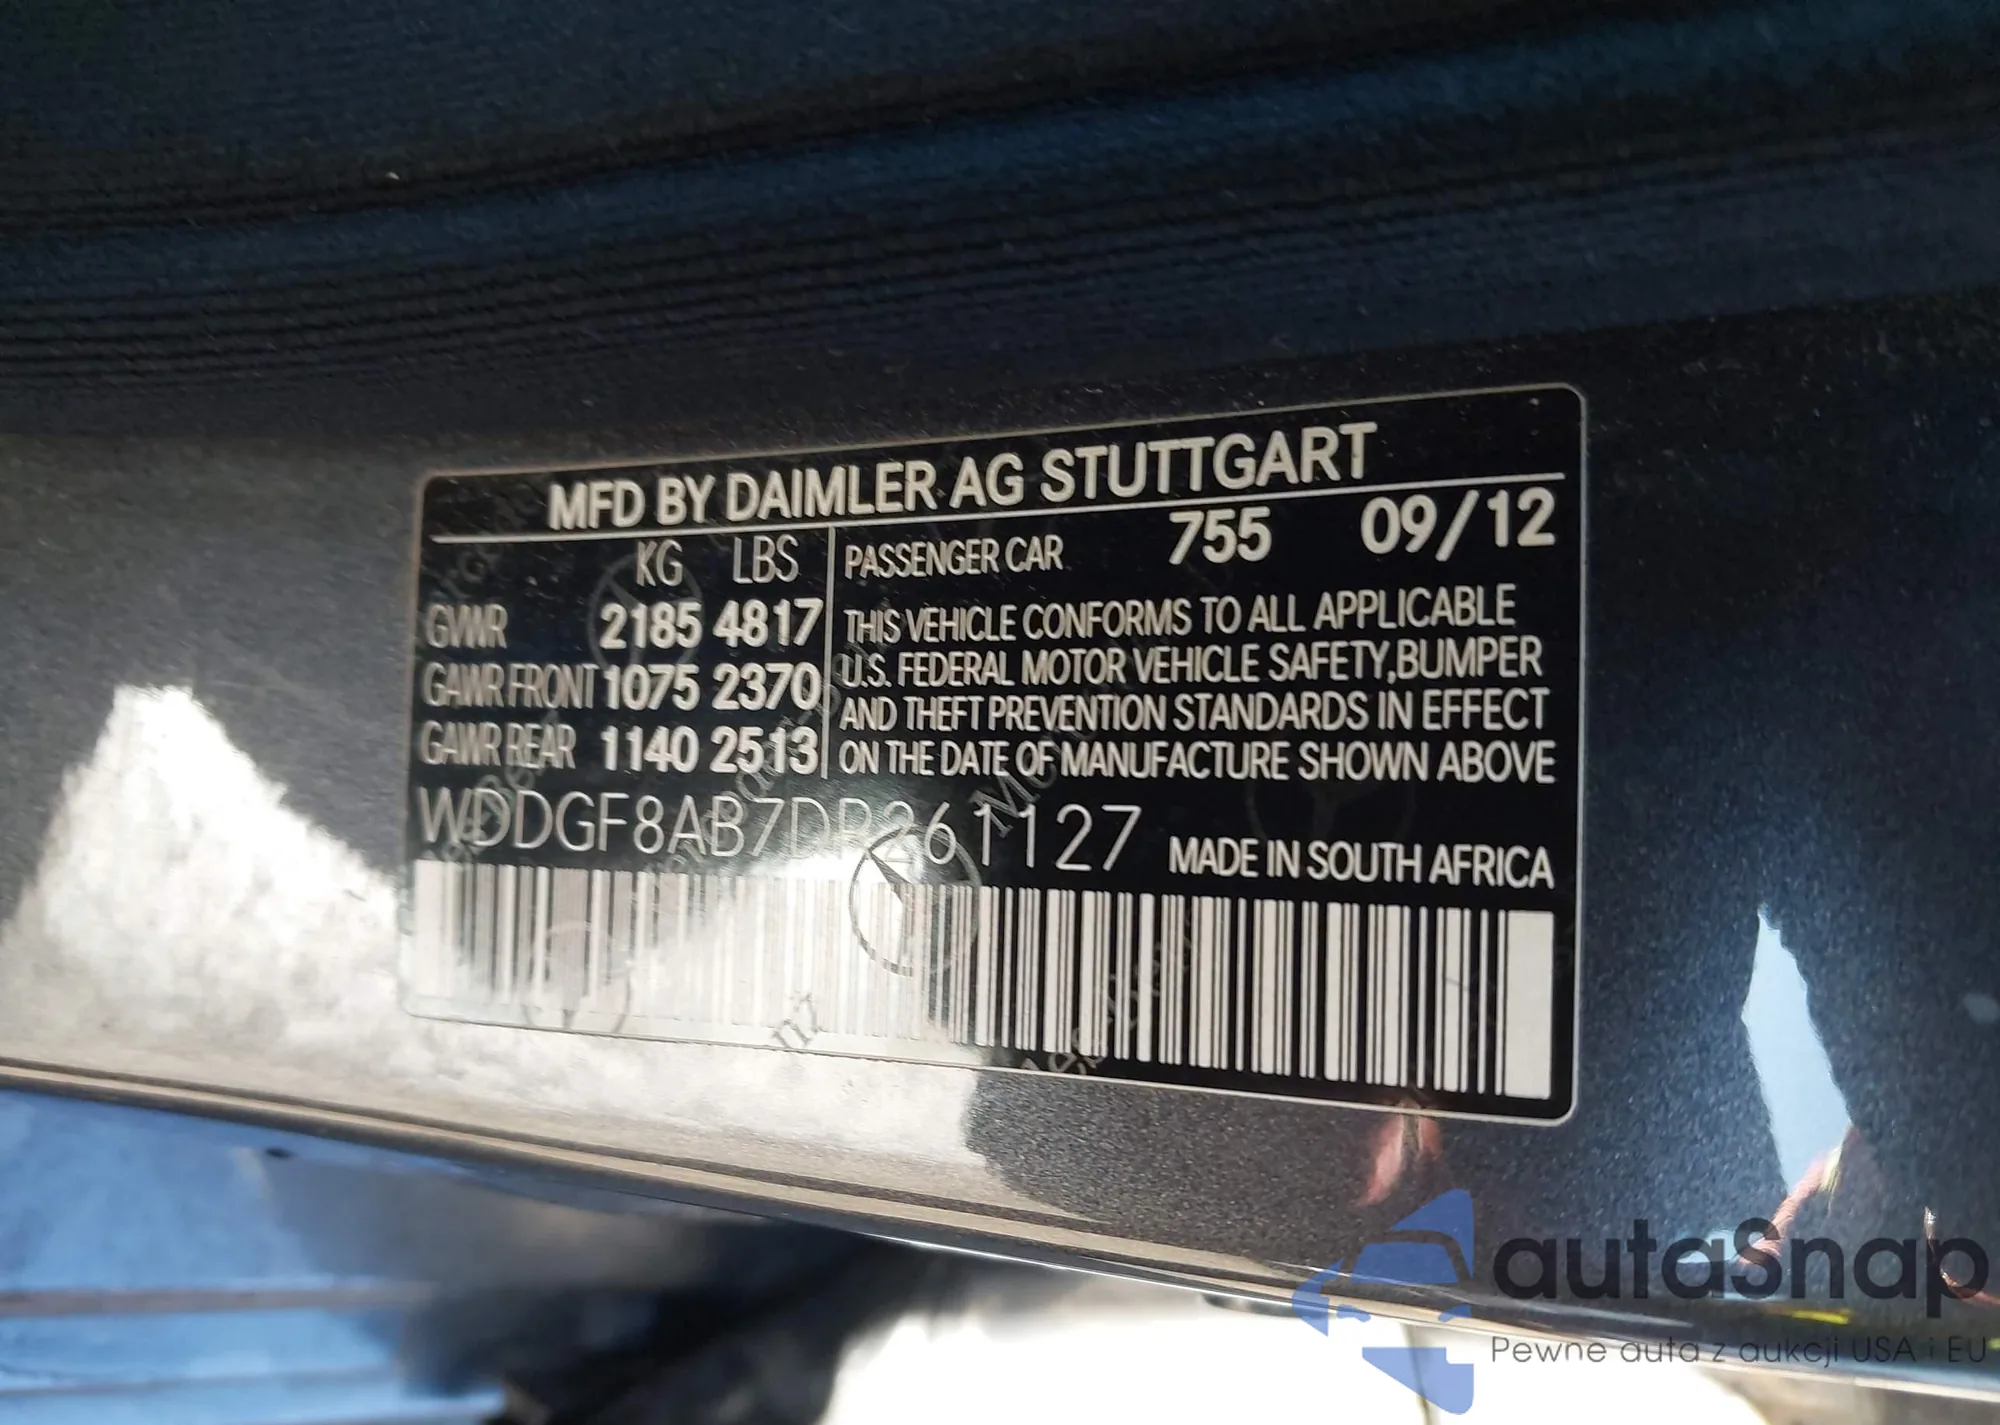 MFD BY DAIMLER AG STUTTGART
KG LBS
GVWR 2185 4817
GAWR FRONT 1075 2370
GAWR REAR 1140 2513
PASSENGER CAR 755 09/12
THIS VEHICLE CONFORMS TO ALL APPLICABLE
U.S. FEDERAL MOTOR VEHICLE SAFETY,BUMPER
AND THEFT PREVENTION STANDARDS IN EFFECT
ON THE DATE OF MANUFACTURE SHOWN ABOVE
WDDGF8AB7DR261127 MADE IN SOUTH AFRICA
autaSnap
Pewne auta z aukcji USA i EU